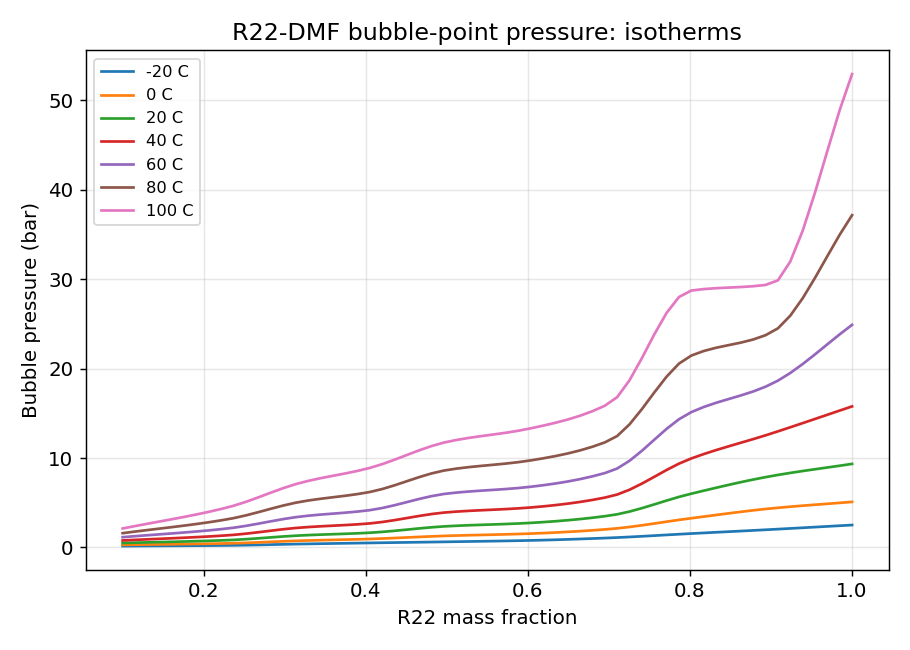 R22-DMF bubble-point pressure: isotherms
-20 C
0 C
20 C
40 C
60 C
80 C
100 C
Bubble pressure (bar)
50
40
30
20
10
0
0.2
0.4
0.6
0.8
1.0
R22 mass fraction